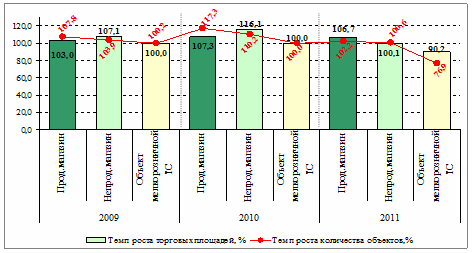 120,0
100,0
80,0
60,0
40,0
20,0
0,0
107,8
103,0
107,1
103,9
100,2
100,0
117,3
107,3
116,1
110,2
100,0
100,0
106,7
102,2
100,6
100,1
90,2
76,9
Прод.магазин
Непрод.магазин
Объект
мелкорозничной
ТС
Прод.магазин
Непрод.магазин
Объект
мелкорозничной
ТС
Прод.магазин
Непрод.магазин
Объект
мелкорозничной
ТС
2009
2010
2011
Темп роста торговых площадей, %
Темп роста количества объектов,%